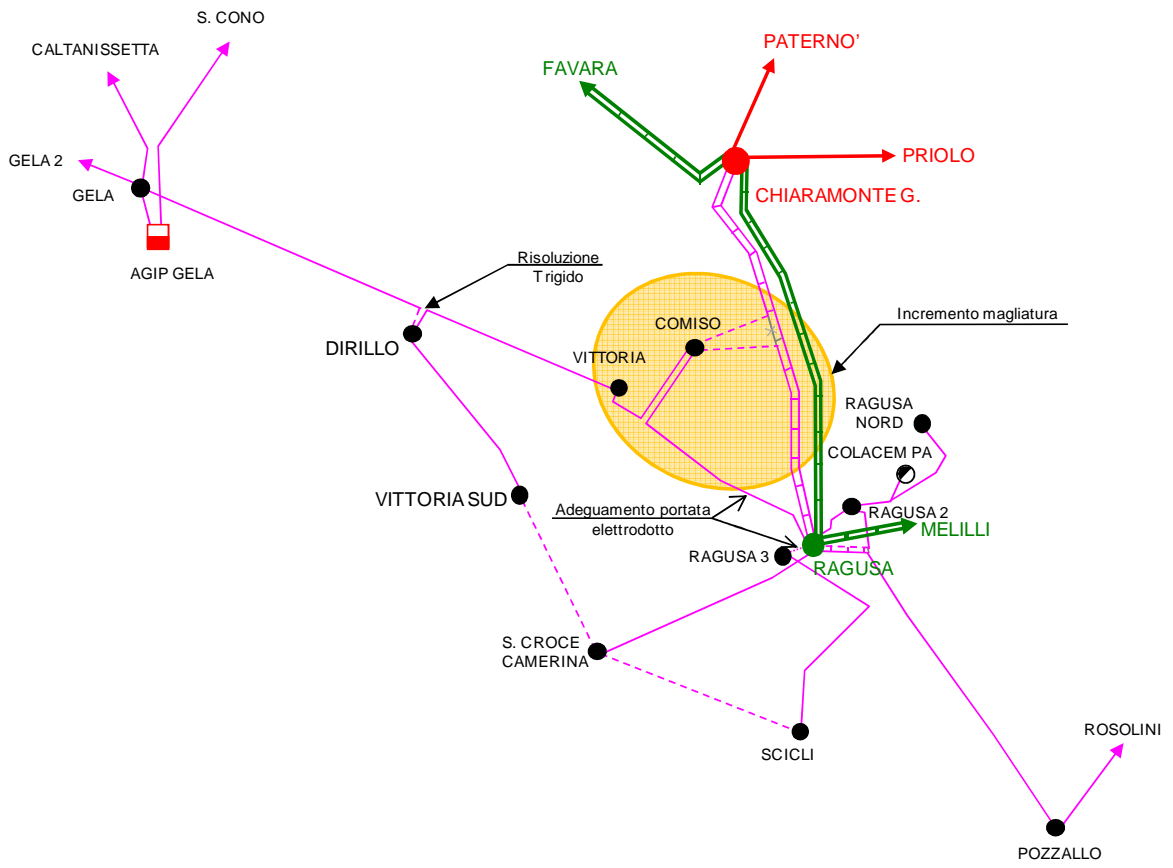 S. CONO
CALTANISSETTA
PATERNO’
FAVARA
GELA 2
PRIOLO
GELA
CHIARAMONTE G.
AGIP GELA
Risoluzione
T rigido
Incremento magliatura
COMISO
DIRILLO
VITTORIA
RAGUSA
NORD
COLACEM PA
VITTORIA SUD
Adeguamento portata
elettrodotto
RAGUSA 2
MELILLI
RAGUSA 3
RAGUSA
S. CROCE
CAMERINA
SCICLI
ROSOLINI
POZZALLO